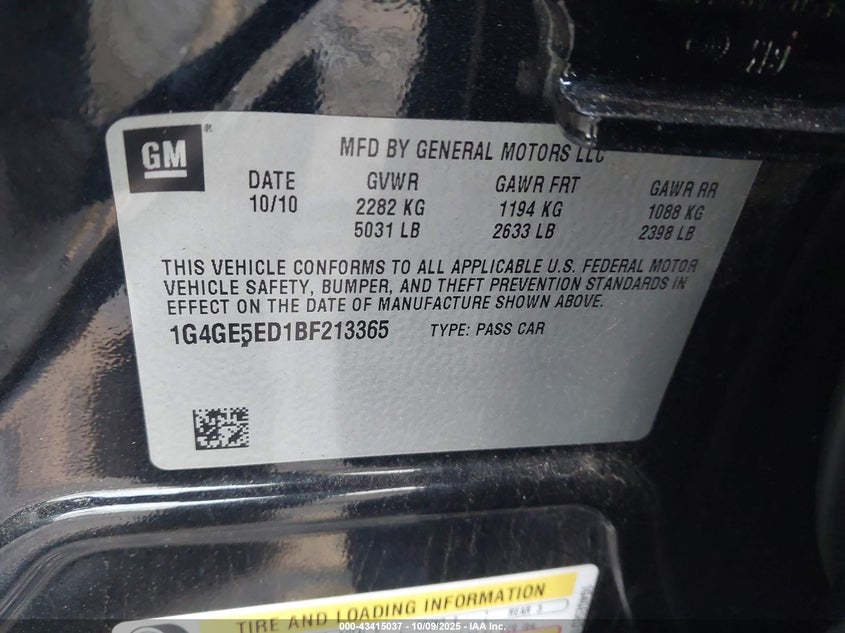 GM
MFD BY GENERAL MOTORS LLC
DATE GVWR GAWR FRT GAWR RR
10/10 2282 KG 1194 KG 1088 KG
5031 LB 2633 LB 2398 LB
THIS VEHICLE CONFORMS TO ALL APPLICABLE U.S. FEDERAL MOTOR
VEHICLE SAFETY, BUMPER, AND THEFT PREVENTION STANDARDS IN
EFFECT ON THE DATE OF MANUFACTURE SHOWN ABOVE.
1G4GE5ED1BF213365 TYPE: PASS CAR
TIRE AND LOADING INFORMATION
REAR 3
000-43415037 - 10/09/2025 - IAA Inc.